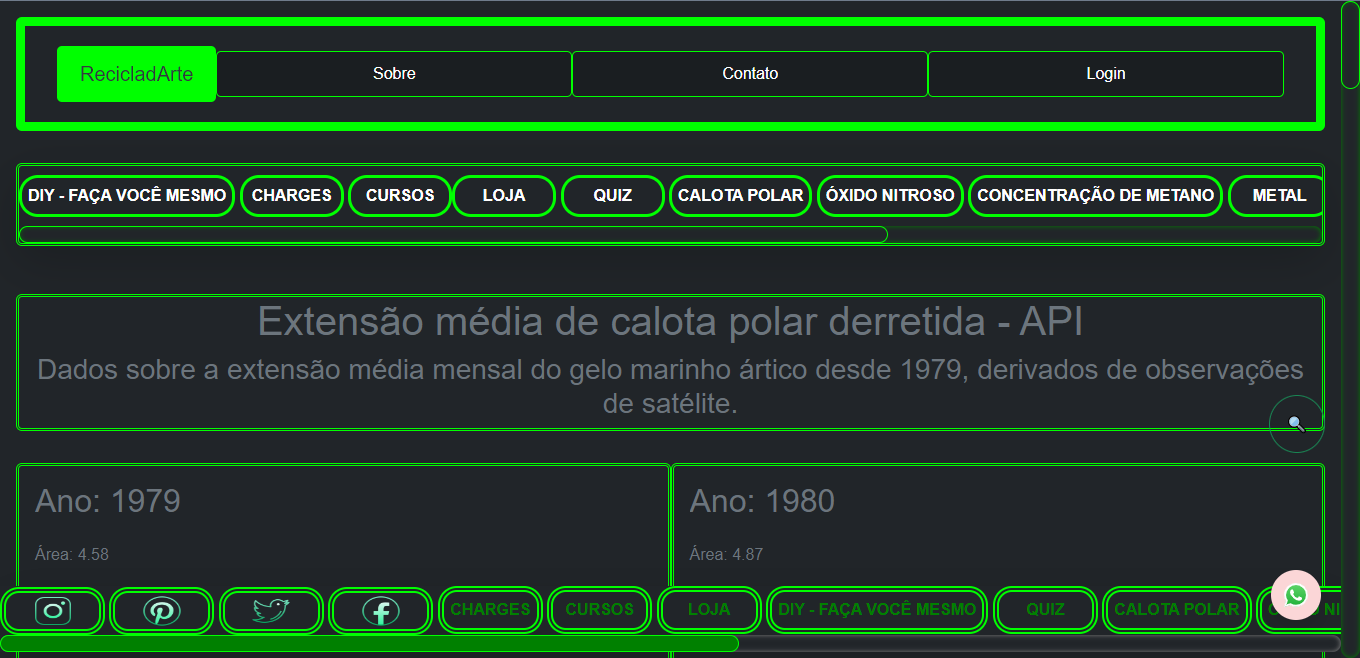 RecicladArte Sobre Contato Login
DIY - FAÇA VOCÊ MESMO CHARGES CURSOS LOJA QUIZ CALOTA POLAR ÓXIDO NITROSO CONCENTRAÇÃO DE METANO METAL
Extensão média de calota polar derretida - API
Dados sobre a extensão média mensal do gelo marinho ártico desde 1979, derivados de observações
de satélite.
Ano: 1979 Ano: 1980
Área: 4.58 Área: 4.87
CHARGES CURSOS LOJA DIY - FAÇA VOCÊ MESMO QUIZ CALOTA POLAR